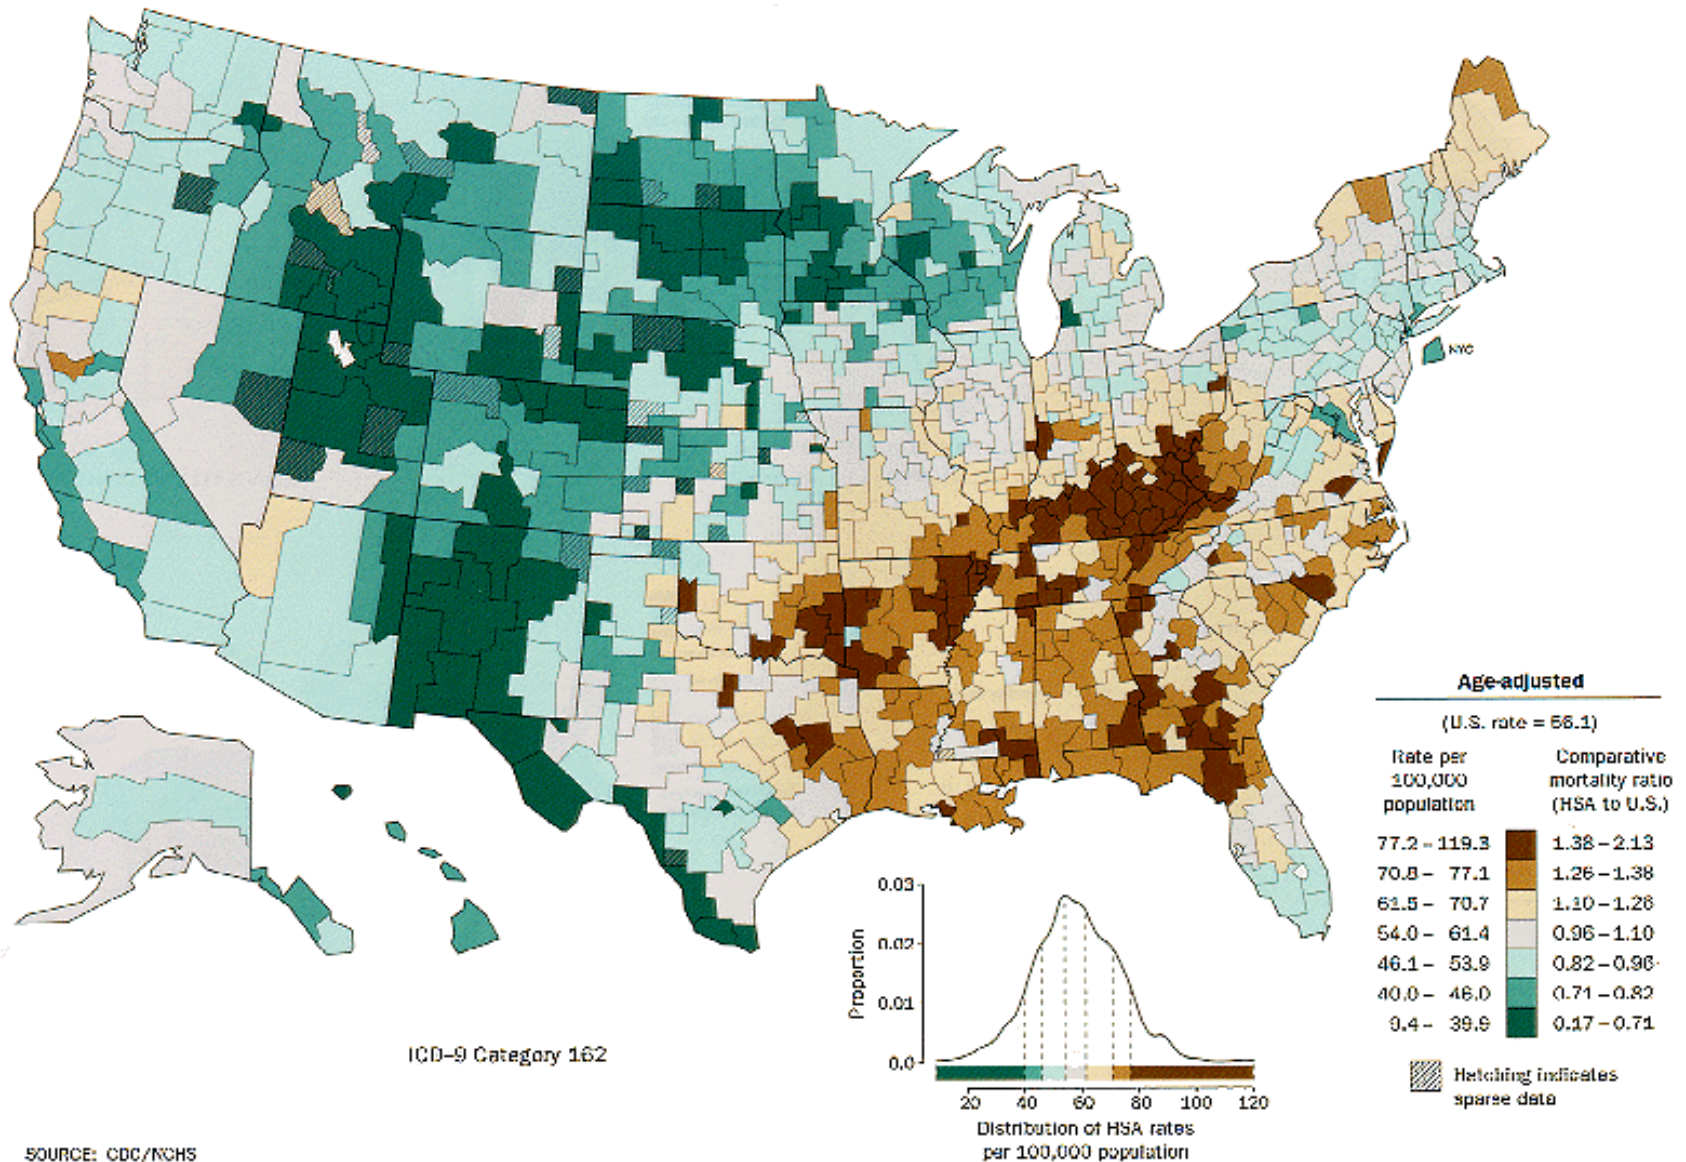 NYC
Age-adjusted
(U.S. rate = 56.1)
Rate per
100,000
population
Comparative
mortality ratio
(HSA to U.S.)
77.2 – 119.3 1.38 – 2.13
70.8 – 77.1 1.26 – 1.38
61.5 – 70.7 1.10 – 1.26
54.0 – 61.4 0.96 – 1.10
46.1 – 53.9 0.82 – 0.96
40.0 – 46.0 0.71 – 0.82
9.4 – 39.9 0.17 – 0.71
Hatching indicates
sparse data
Proportion
0.03
0.02
0.01
0.0
20 40 60 80 100 120
Distribution of HSA rates
per 100,000 population
ICD–9 Category 162
SOURCE: CDC/NCHS